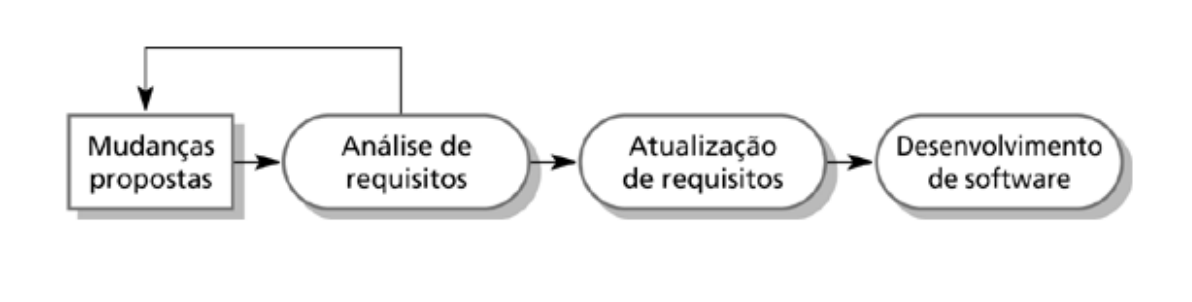 Mudanças
propostas
Análise de
requisitos
Atualização
de requisitos
Desenvolvimento
de software